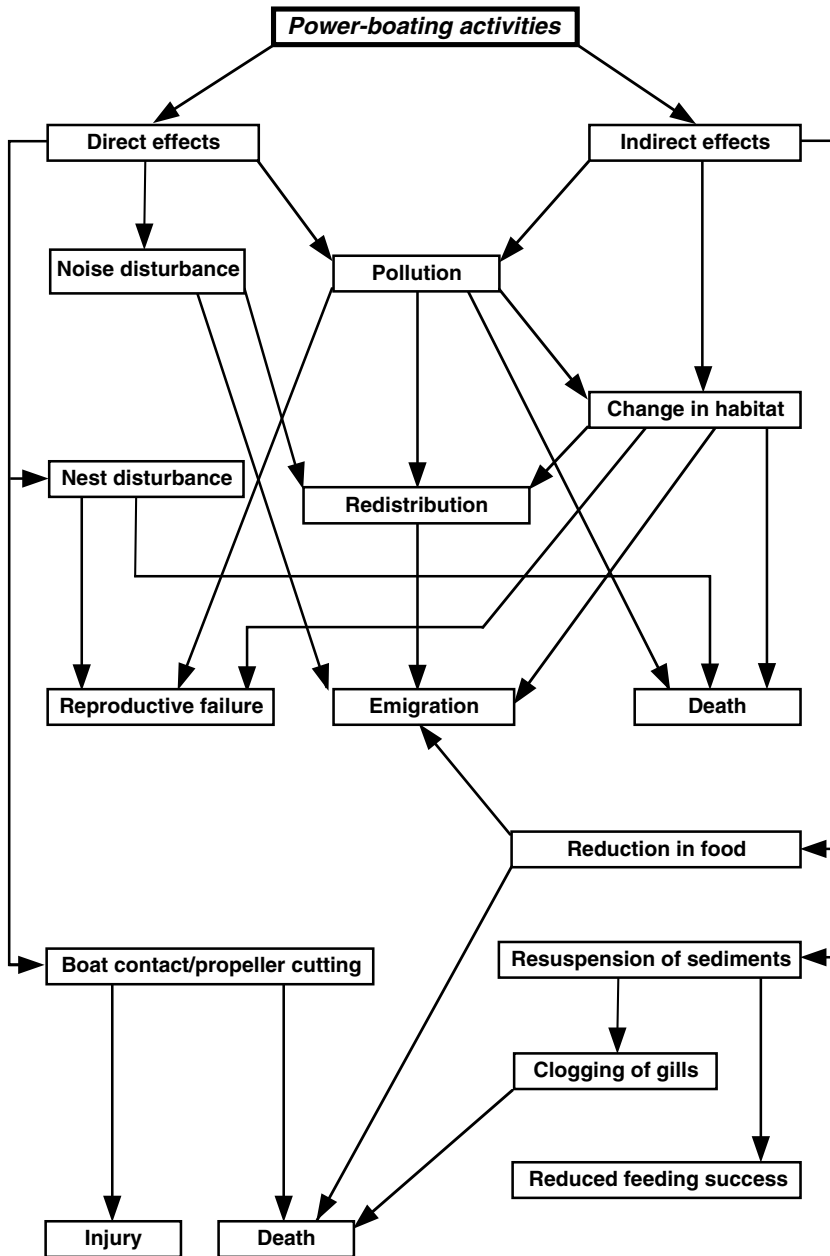 Power-boating activities
Direct effects
Indirect effects
Noise disturbance
Pollution
Change in habitat
Nest disturbance
Redistribution
Reproductive failure
Emigration
Death
Reduction in food
Boat contact/propeller cutting
Resuspension of sediments
Clogging of gills
Reduced feeding success
Injury
Death